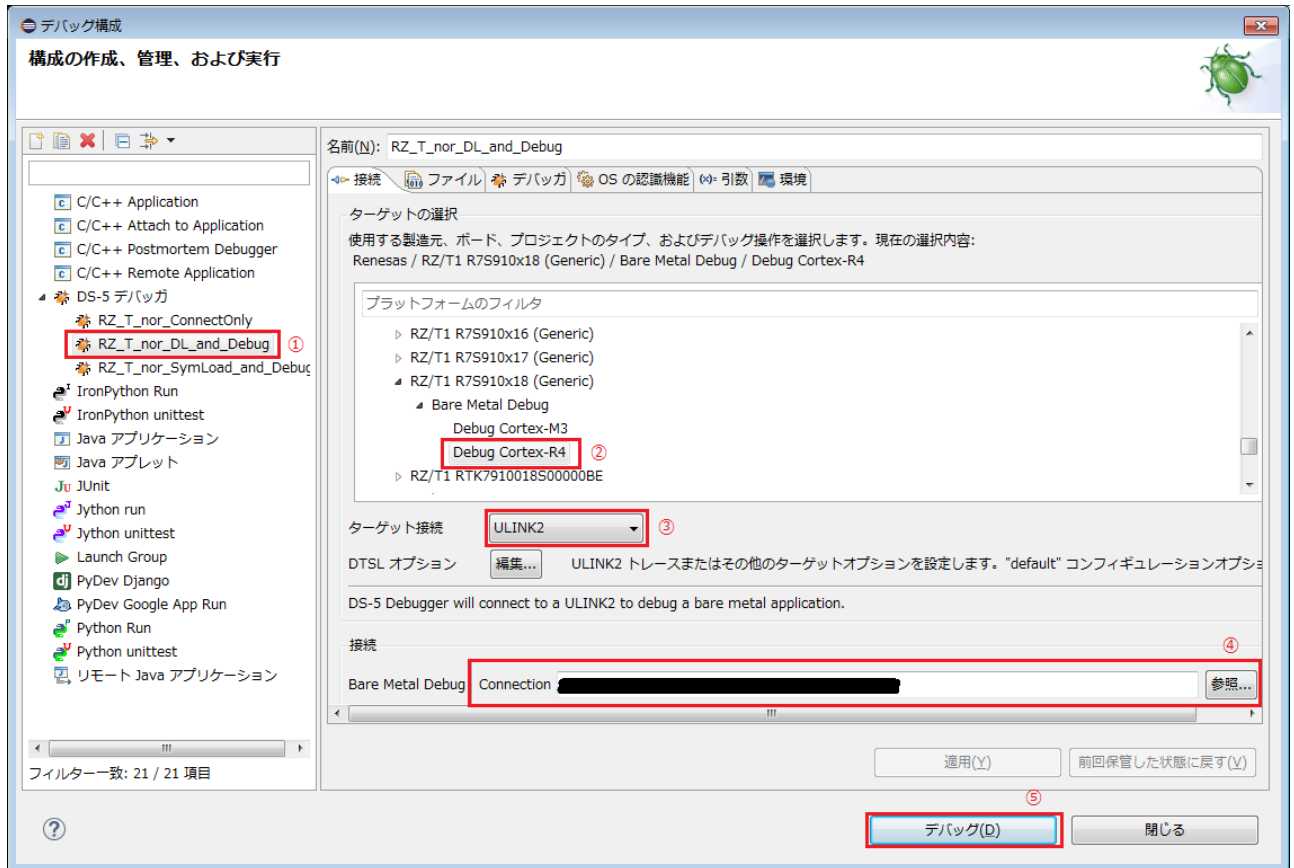 デバッグ構成
構成の作成、管理、および実行
C/C++ Application
C/C++ Attach to Application
C/C++ Postmortem Debugger
C/C++ Remote Application
DS-5 デバッガ
RZ_T_nor_ConnectOnly
RZ_T_nor_DL_and_Debug ①
RZ_T_nor_SymLoad_and_Debug
IronPython Run
IronPython unittest
Java アプリケーション
Java アプレット
JUnit
Jython run
Jython unittest
Launch Group
PyDev Django
PyDev Google App Run
Python Run
Python unittest
リモート Java アプリケーション
フィルター一致: 21 / 21 項目
名前(N): RZ_T_nor_DL_and_Debug
接続 ファイル デバッガ OS の認識機能 (x)= 引数 環境
ターゲットの選択
使用する製造元、ボード、プロジェクトのタイプ、およびデバッグ操作を選択します。現在の選択内容:
Renesas / RZ/T1 R7S910x18 (Generic) / Bare Metal Debug / Debug Cortex-R4
プラットフォームのフィルタ
RZ/T1 R7S910x16 (Generic)
RZ/T1 R7S910x17 (Generic)
RZ/T1 R7S910x18 (Generic)
Bare Metal Debug
Debug Cortex-M3
Debug Cortex-R4 ②
RZ/T1 RTK7910018S00000BE
ターゲット接続 ULINK2 ③
DTSL オプション 編集... ULINK2 トレースまたはその他のターゲットオプションを設定します。"default" コンフィギュレーションオプショ
DS-5 Debugger will connect to a ULINK2 to debug a bare metal application.
接続 ④
Bare Metal Debug Connection 参照...
適用(Y) 前回保管した状態に戻す(V)
⑤
デバッグ(D) 閉じる